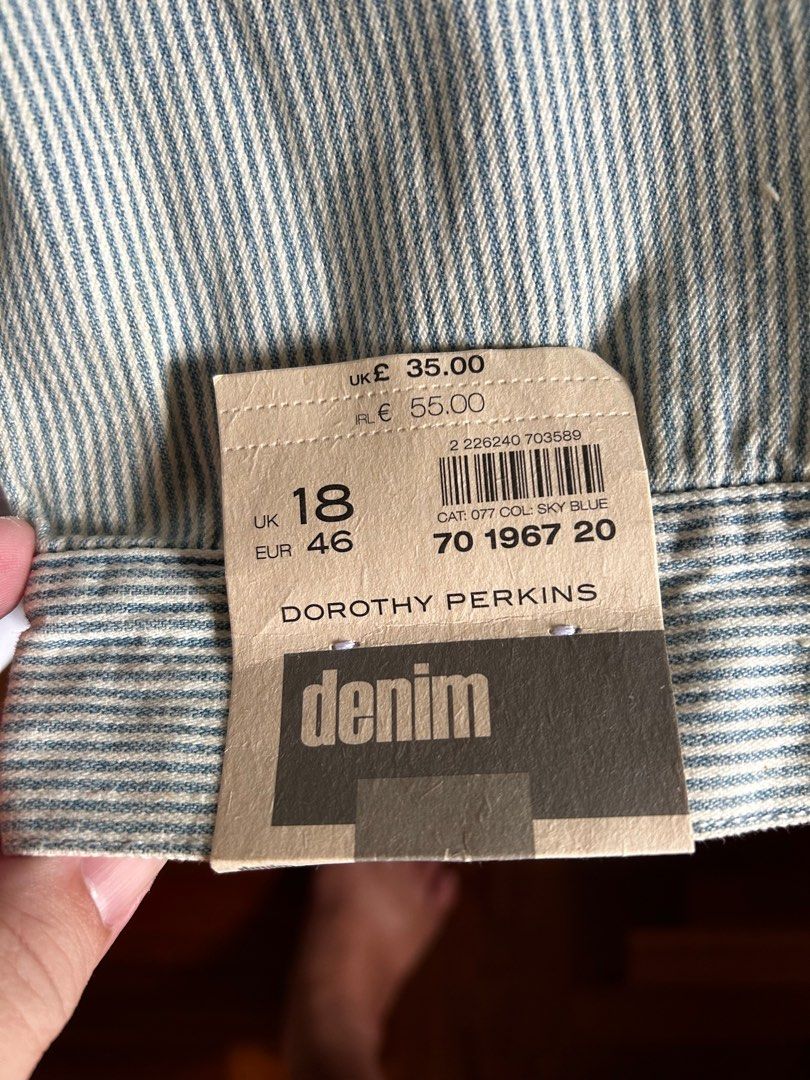 UK£ 35.00
IRL€ 55.00
2 226240 703589
CAT: 077 COL: SKY BLUE
70 1967 20
UK 18
EUR 46
DOROTHY PERKINS
denim